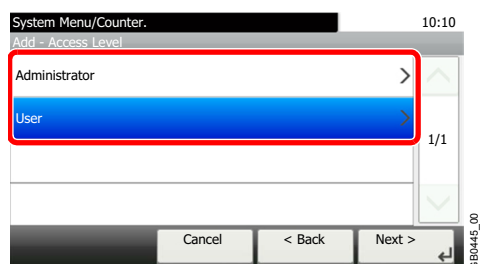 System Menu/Counter. 10:10
Add - Access Level
Administrator
User
1/1
Cancel < Back Next >
GB0445_00